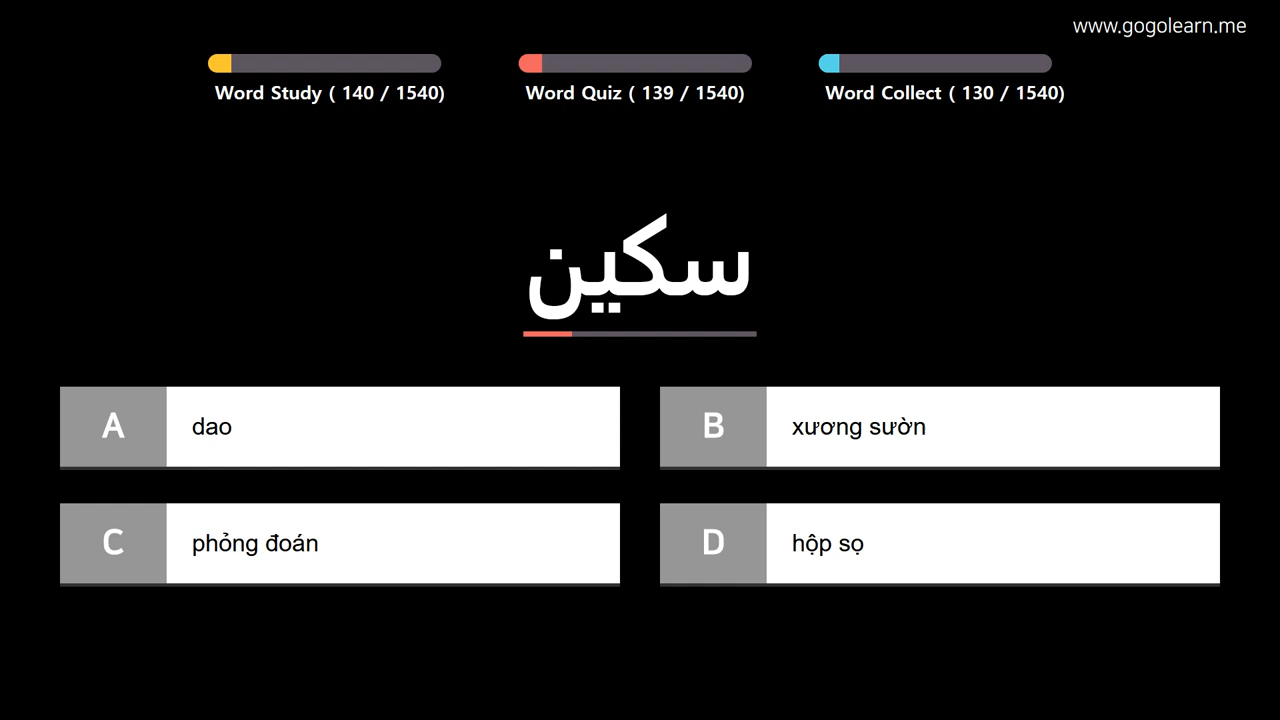 www.gogolearn.me
Word Study ( 140 / 1540)
Word Quiz ( 139 / 1540)
Word Collect ( 130 / 1540)
سكين
A
dao
B
xương sườn
C
phỏng đoán
D
hộp sọ